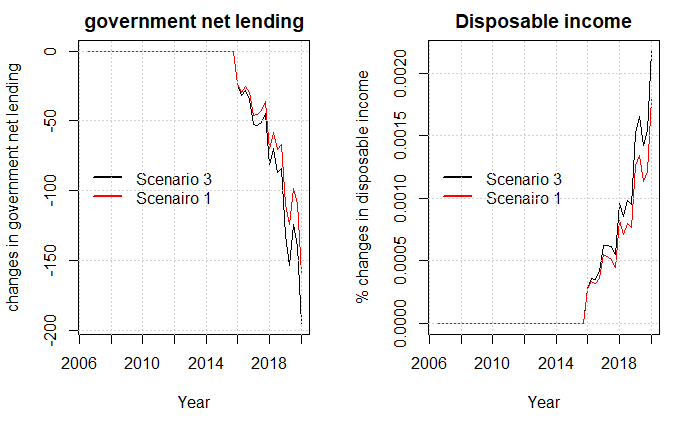 government net lending
changes in government net lending
0
-50
-100
-150
-200
Scenario 3
Scenairo 1
2006
2010
2014
2018
Year
Disposable income
% changes in disposable income
0.0020
0.0015
0.0010
0.0005
0.0000
Scenario 3
Scenairo 1
2006
2010
2014
2018
Year